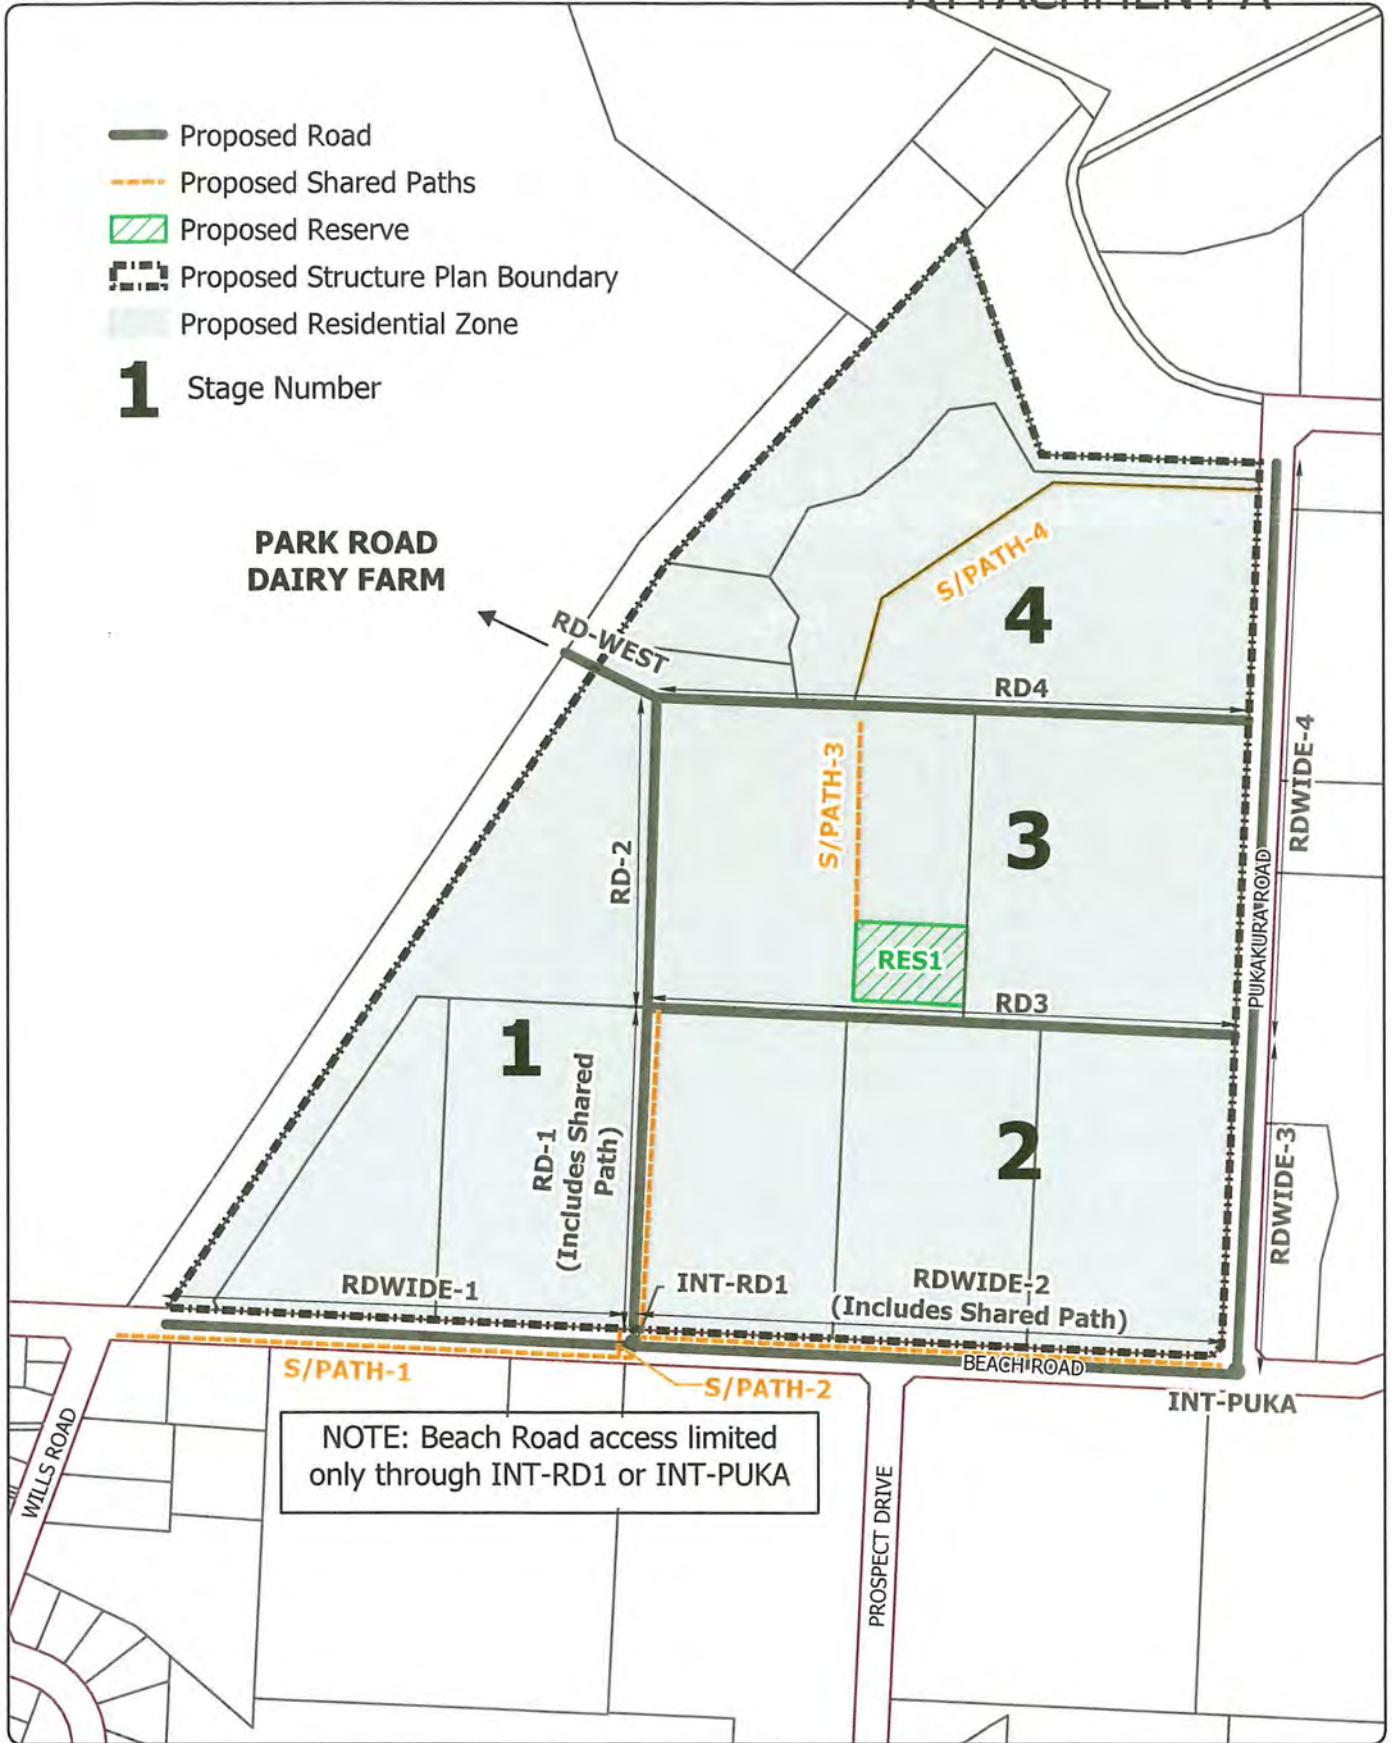 ATTACHMENT A
Proposed Road
Proposed Shared Paths
Proposed Reserve
Proposed Structure Plan Boundary
Proposed Residential Zone
1 Stage Number
PARK ROAD
DAIRY FARM
RD-WEST
S/PATH-4
4
RD4
S/PATH-3
3
RDWIDE-4
RD-2
PUKAKURA ROAD
RES1
RD3
1
RD-1
(Includes Shared
Path)
2
RDWIDE-3
RDWIDE-1
INT-RD1
RDWIDE-2
(Includes Shared Path)
S/PATH-1
S/PATH-2
BEACH ROAD
INT-PUKA
WILLS ROAD
NOTE: Beach Road access limited
only through INT-RD1 or INT-PUKA
PROSPECT DRIVE